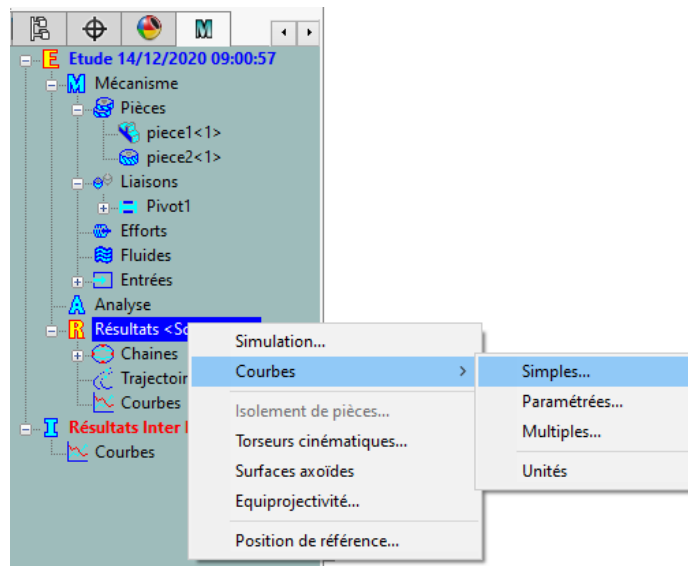 Etude 14/12/2020 09:00:57
Mécanisme
Pièces
piece1<1>
piece2<1>
Liaisons
Pivot1
Efforts
Fluides
Entrées
Analyse
Résultats
Chaines
Courbes
Résultats Inter
Courbes
Simulation...
Courbes
Isolement de pièces...
Torseurs cinématiques...
Surfaces axoïdes
Equiprojectivité...
Position de référence...
Simples...
Paramétrées...
Multiples...
Unités